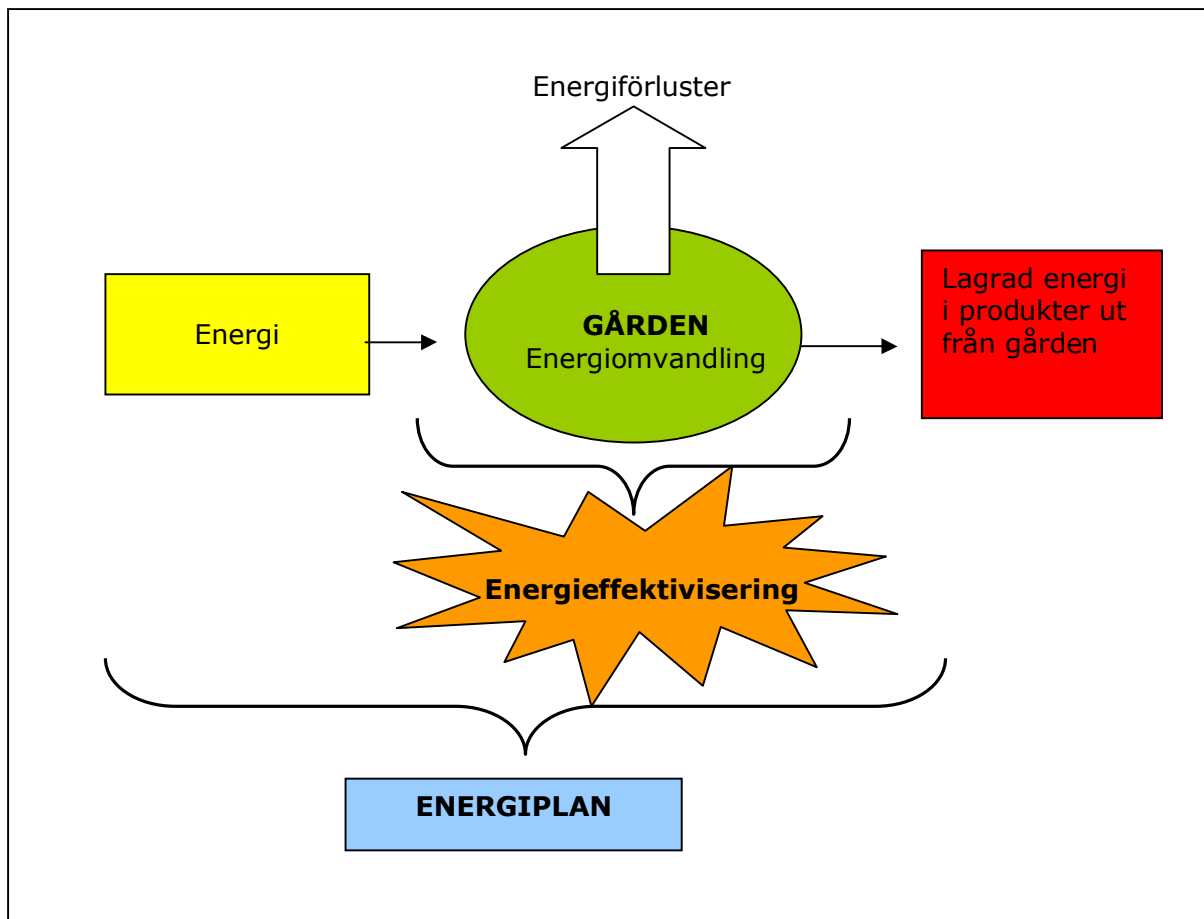 Energiförluster
Energi
GÅRDEN
Energiomvandling
Lagrad energi
i produkter ut
från gården
Energieffektivisering
ENERGIPLAN